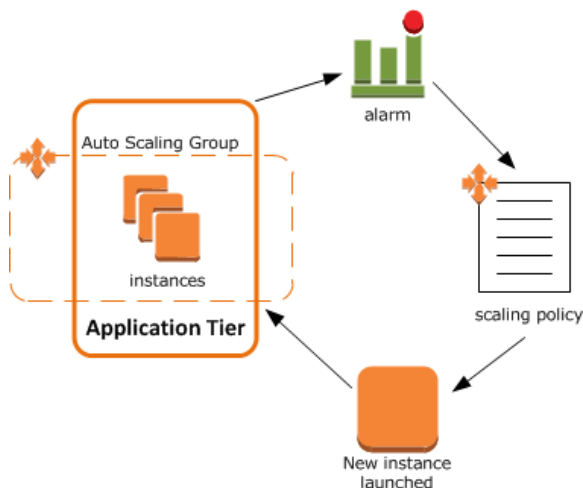 alarm
Auto Scaling Group
instances
Application Tier
scaling policy
New instance
launched